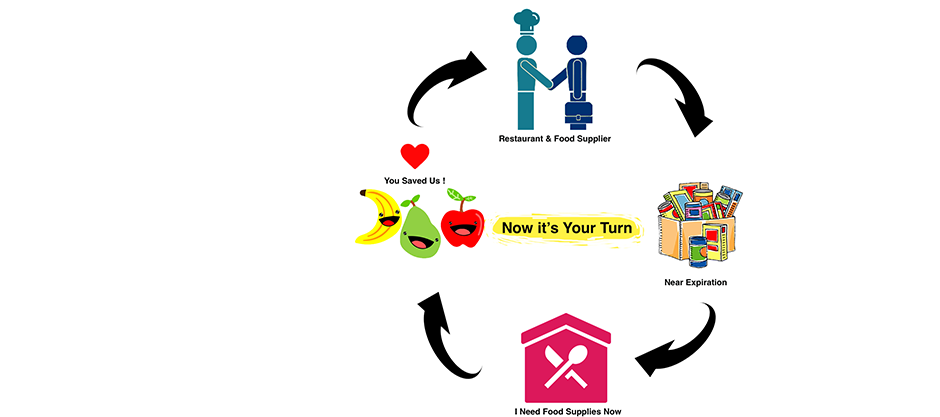 Restaurant & Food Supplier
You Saved Us !
Now it's Your Turn
Near Expiration
I Need Food Supplies Now